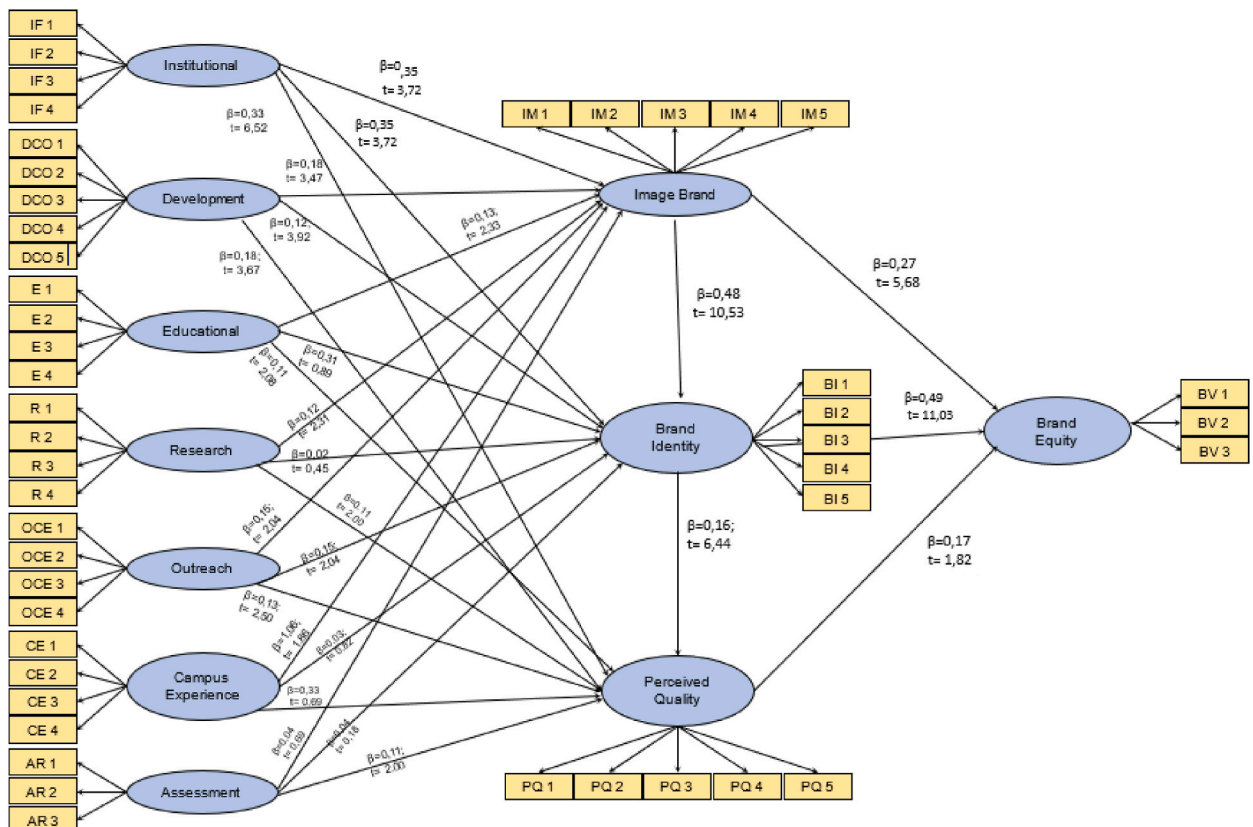 IF 1
IF 2
IF 3
IF 4
DCO 1
DCO 2
DCO 3
DCO 4
DCO 5
E 1
E 2
E 3
E 4
R 1
R 2
R 3
R 4
OCE 1
OCE 2
OCE 3
OCE 4
CE 1
CE 2
CE 3
CE 4
AR 1
AR 2
AR 3
Institutional
Development
Educational
Research
Outreach
Campus
Experience
Assessment
β=0,35
t= 3,72
β=0,33
t= 6,52
β=0,35
t= 3,72
β=0,18
t= 3,47
β=0,12;
t= 3,92
β=0,18;
t= 3,67
β=0,13;
t= 2,33
β=0,31
t= 0,89
β=0,11
t= 2,08
β=0,12
t= 2,31
β=0,02
t= 0,45
β=0,11
t= 2,00
β=0,15;
t= 2,04
β=0,15;
t= 2,04
β=0,13;
t= 2,50
β=1,06;
t= 1,86
β=0,03;
t= 0,82
β=0,33
t= 0,69
β=0,04
t= 0,69
β=0,04
t= 0,18
β=0,11;
t= 2,00
IM 1
IM 2
IM 3
IM 4
IM 5
Image Brand
β=0,48
t= 10,53
Brand
Identity
BI 1
BI 2
BI 3
BI 4
BI 5
β=0,16;
t= 6,44
Perceived
Quality
PQ 1
PQ 2
PQ 3
PQ 4
PQ 5
β=0,27
t= 5,68
β=0,49
t= 11,03
β=0,17
t= 1,82
Brand
Equity
BV 1
BV 2
BV 3